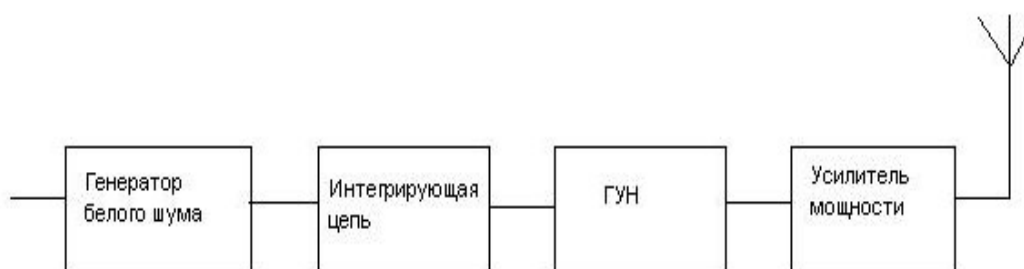 Генератор
белого шума
Интегрирующая
цепь
ГУН
Усилитель
мощности